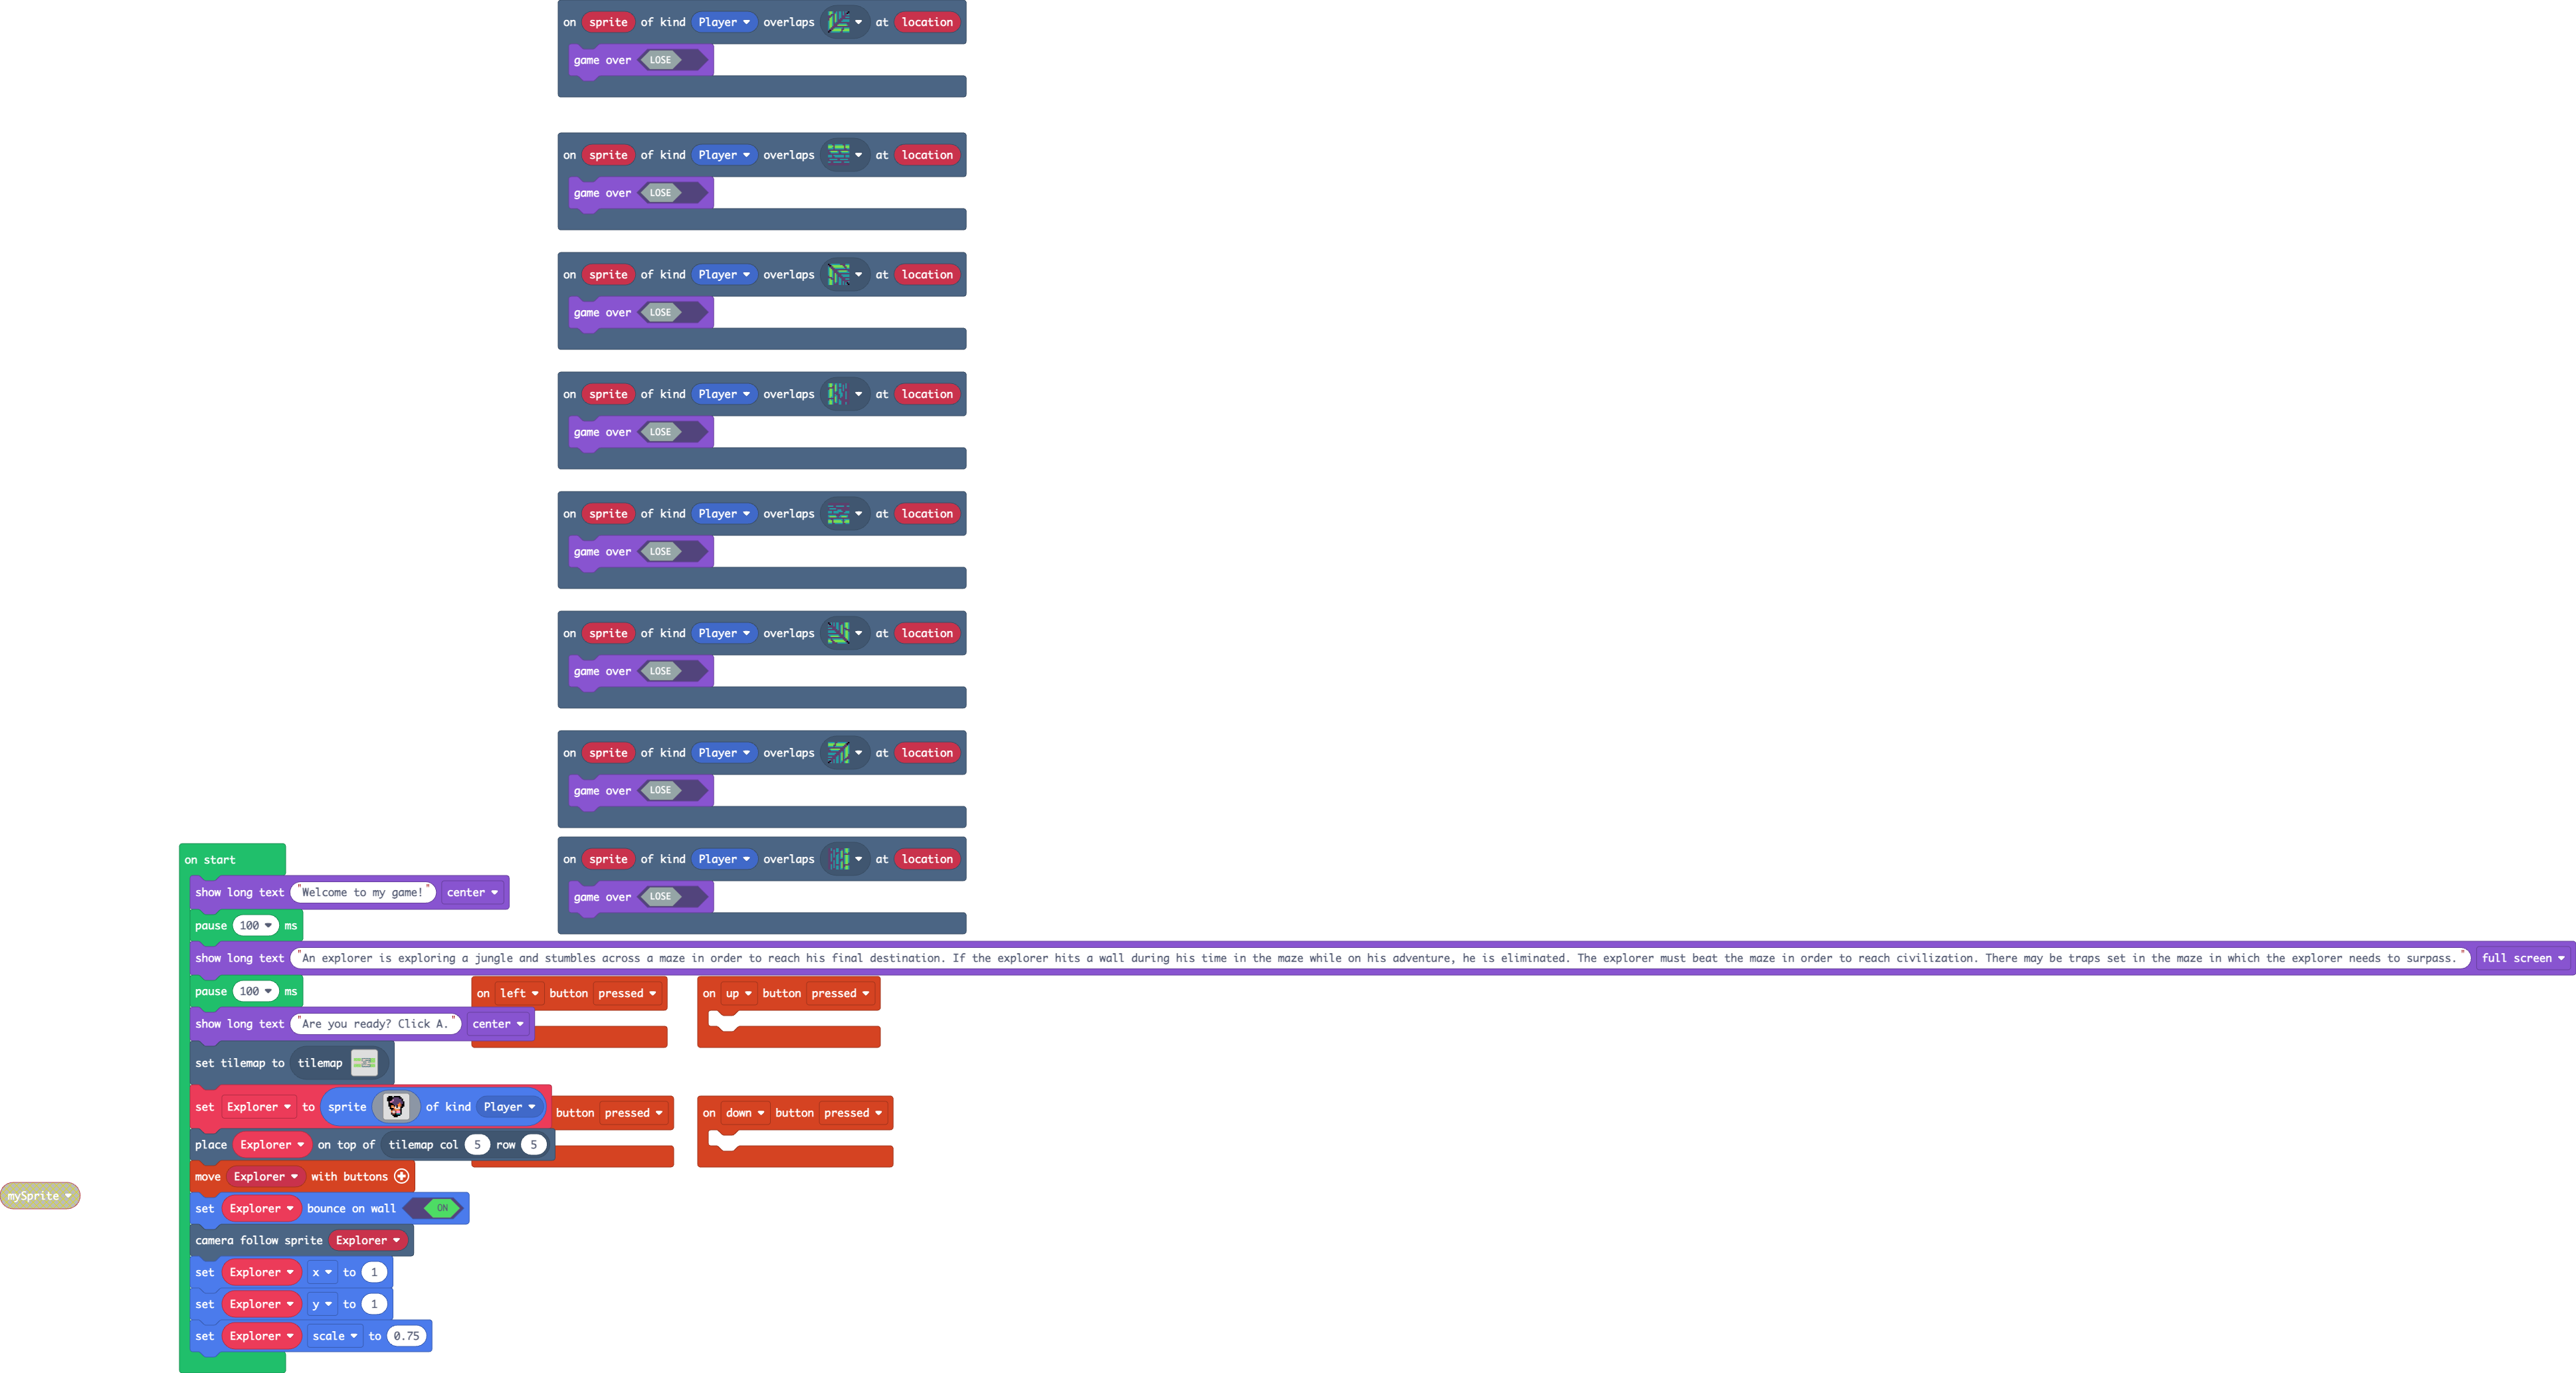 on sprite of kind Player overlaps at location
game over LOSE
on sprite of kind Player overlaps at location
game over LOSE
on sprite of kind Player overlaps at location
game over LOSE
on sprite of kind Player overlaps at location
game over LOSE
on sprite of kind Player overlaps at location
game over LOSE
on sprite of kind Player overlaps at location
game over LOSE
on sprite of kind Player overlaps at location
game over LOSE
on sprite of kind Player overlaps at location
game over LOSE
on start
show long text "Welcome to my game!" center
pause 100 ms
show long text "An explorer is exploring a jungle and stumbles across a maze in order to reach his final destination. If the explorer hits a wall during his time in the maze while on his adventure, he is eliminated. The explorer must beat the maze in order to reach civilization. There may be traps set in the maze in which the explorer needs to surpass." full screen
pause 100 ms
show long text "Are you ready? Click A." center
set tilemap to tilemap
set Explorer to sprite of kind Player
place Explorer on top of tilemap col 5 row 5
move Explorer with buttons
set Explorer bounce on wall ON
camera follow sprite Explorer
set Explorer x to 1
set Explorer y to 1
set Explorer scale to 0.75
on left button pressed
on up button pressed
button pressed
on down button pressed
mySprite